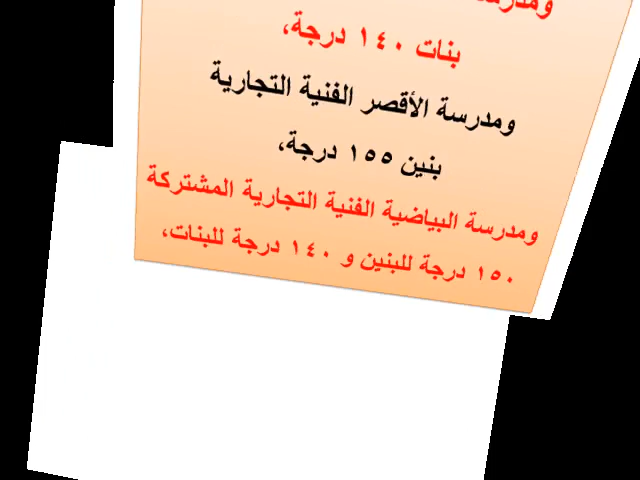 ومدرسة
بنات ١٤٠ درجة،
ومدرسة الأقصر الفنية التجارية
بنين ١٥٥ درجة،
ومدرسة البياضية الفنية التجارية المشتركة
١٥٠ درجة للبنين و ١٤٠ درجة للبنات،